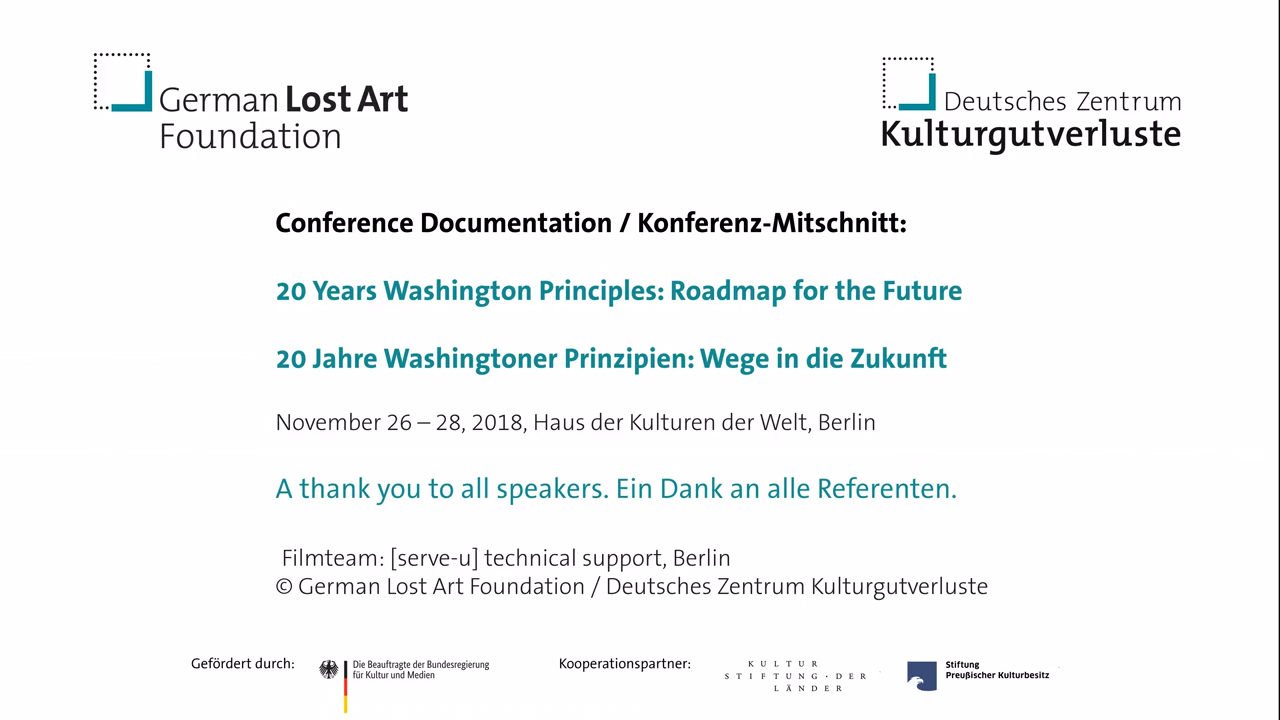 German Lost Art
Foundation
Deutsches Zentrum
Kulturgutverluste
Conference Documentation / Konferenz-Mitschnitt:
20 Years Washington Principles: Roadmap for the Future
20 Jahre Washingtoner Prinzipien: Wege in die Zukunft
November 26 – 28, 2018, Haus der Kulturen der Welt, Berlin
A thank you to all speakers. Ein Dank an alle Referenten.
Filmteam: [serve-u] technical support, Berlin
© German Lost Art Foundation / Deutsches Zentrum Kulturgutverluste
Gefördert durch:
Die Beauftragte der Bundesregierung
für Kultur und Medien
Kooperationspartner:
KULTUR
STIFTUNG · DER
LÄNDER
Stiftung
Preußischer Kulturbesitz